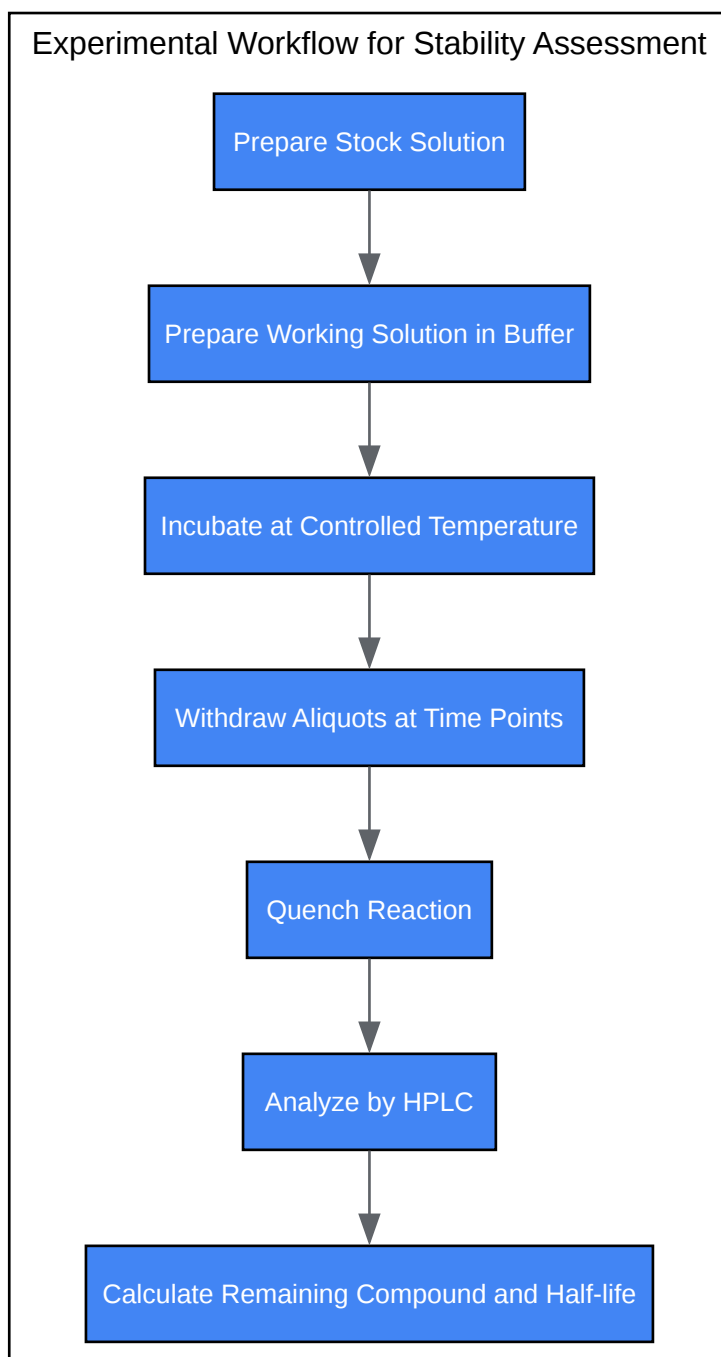 Experimental Workflow for Stability Assessment
Prepare Stock Solution
Prepare Working Solution in Buffer
Incubate at Controlled Temperature
Withdraw Aliquots at Time Points
Quench Reaction
Analyze by HPLC
Calculate Remaining Compound and Half-life